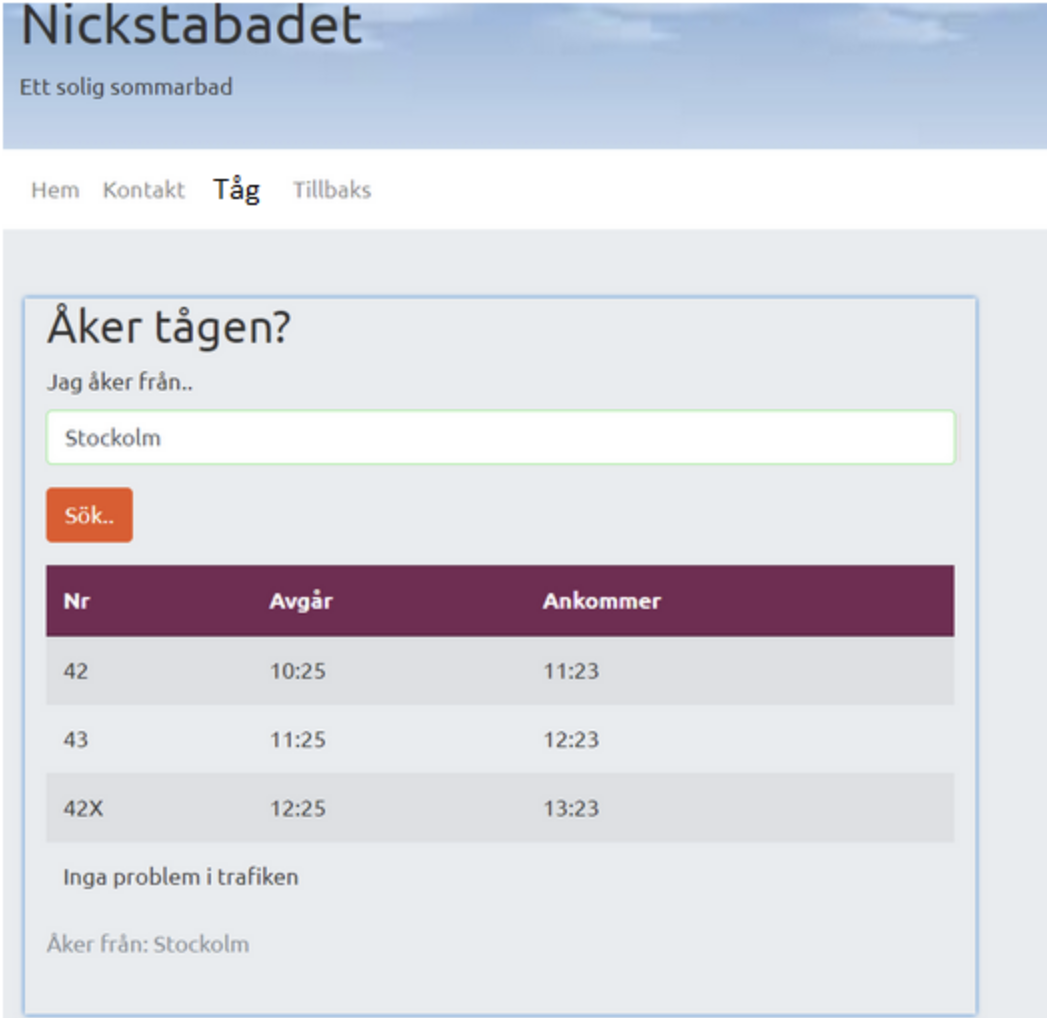 Nickstabadet
Ett solig sommarbad
Hem Kontakt Tåg Tillbaks
Åker tågen?
Jag åker från..
Stockolm
Sök..
Nr Avgår Ankommer
42 10:25 11:23
43 11:25 12:23
42X 12:25 13:23
Inga problem i trafiken
Åker från: Stockolm